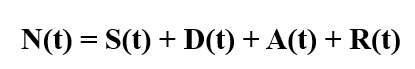 N(t) = S(t) + D(t) + A(t) + R(t)